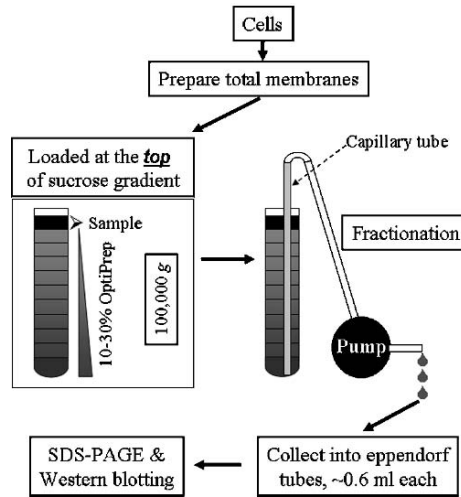 Cells
Prepare total membranes
Loaded at the top
of sucrose gradient
Capillary tube
Sample
10-30% OptiPrep
100,000 g
Fractionation
Pump
SDS-PAGE &
Western blotting
Collect into eppendorf
tubes, ~0.6 ml each